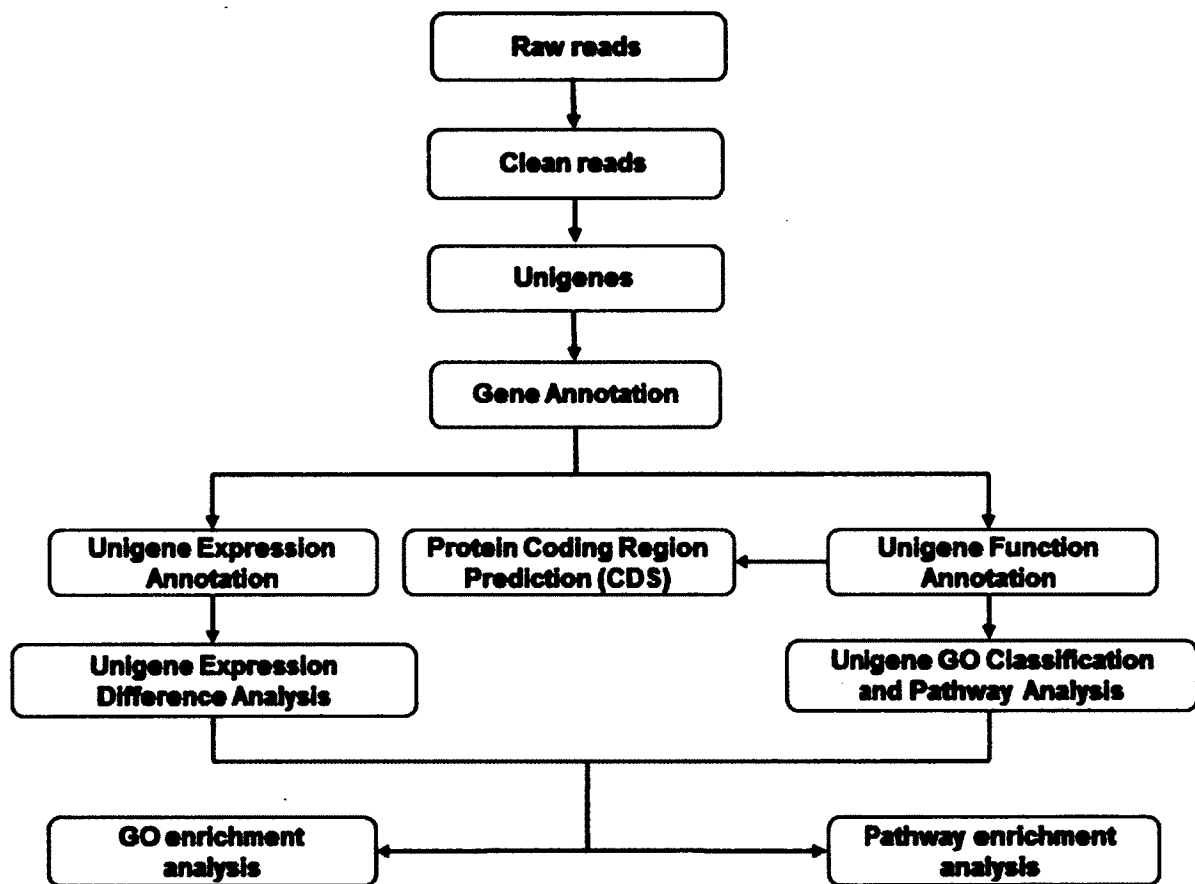 Raw reads
Clean reads
Unigenes
Gene Annotation
Unigene Expression
Annotation
Protein Coding Region
Prediction (CDS)
Unigene Function
Annotation
Unigene Expression
Difference Analysis
Unigene GO Classification
and Pathway Analysis
GO enrichment
analysis
Pathway enrichment
analysis